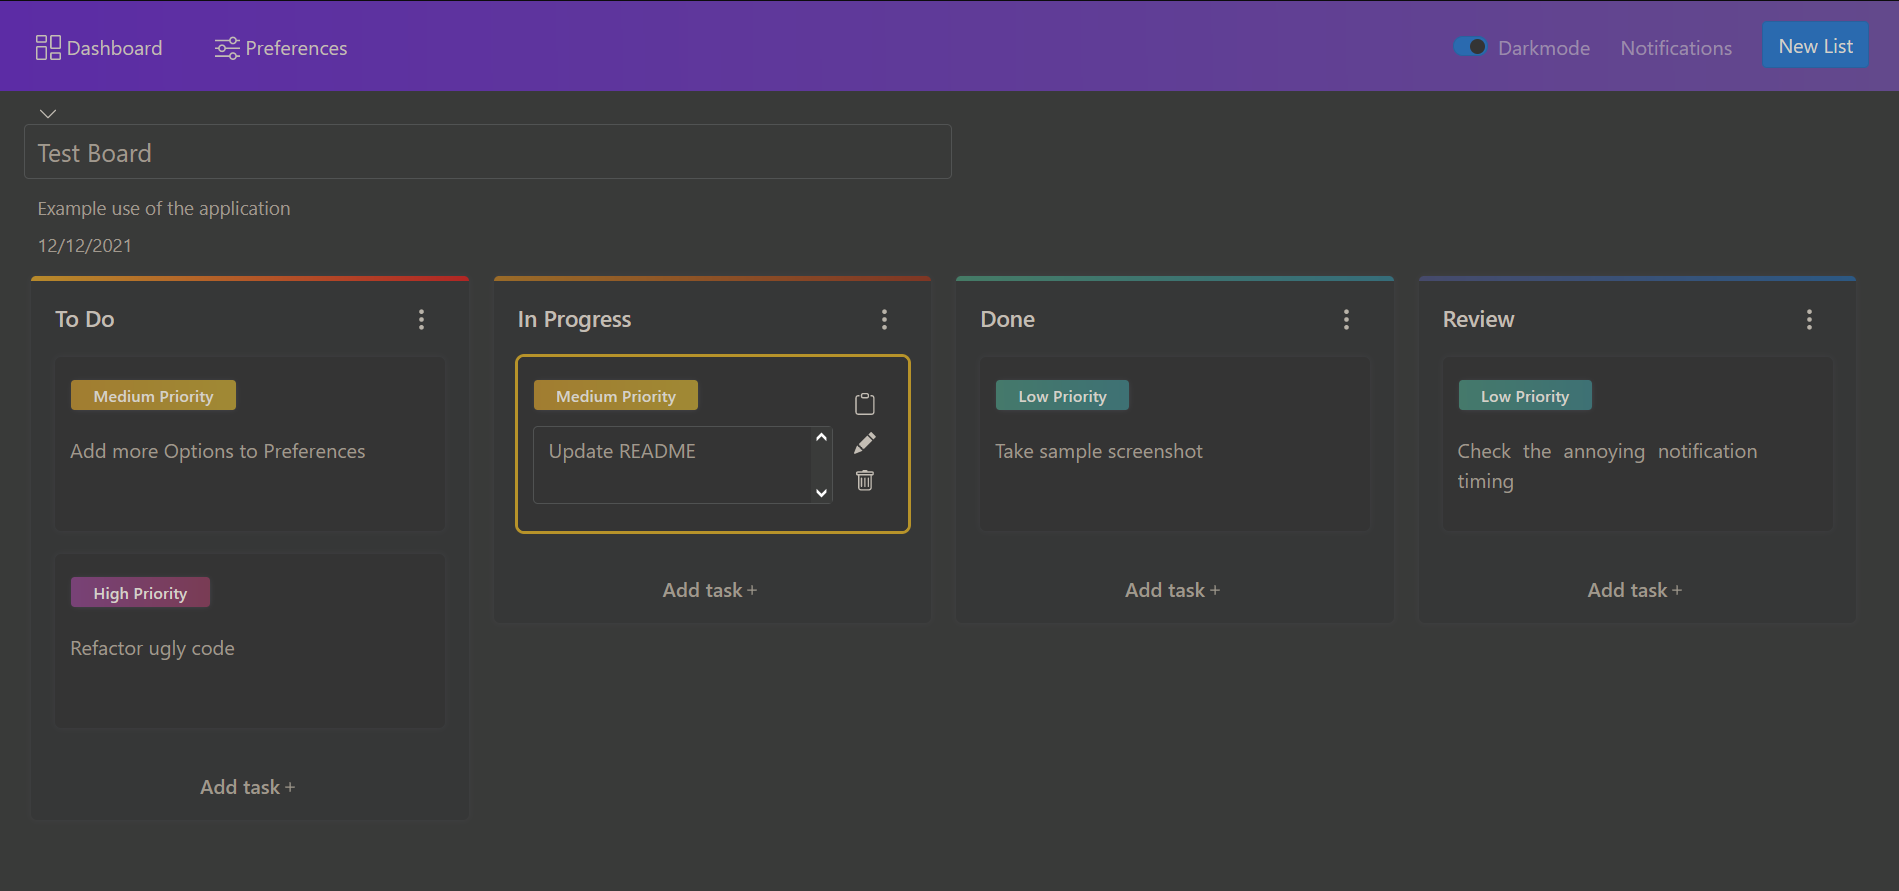 Dashboard
Preferences
Darkmode
Notifications
New List
Test Board
Example use of the application
12/12/2021
To Do
Medium Priority
Add more Options to Preferences
High Priority
Refactor ugly code
Add task+
In Progress
Medium Priority
Update README
Add task+
Done
Low Priority
Take sample screenshot
Add task+
Review
Low Priority
Check the annoying notification
timing
Add task+